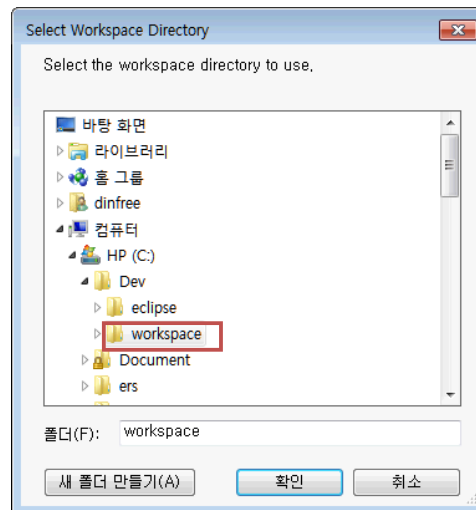 Select Workspace Directory
Select the workspace directory to use.
바탕 화면
라이브러리
홈 그룹
dinfree
컴퓨터
HP (C:)
Dev
eclipse
workspace
Document
ers
폴더(F): workspace
새 폴더 만들기(A) 확인 취소